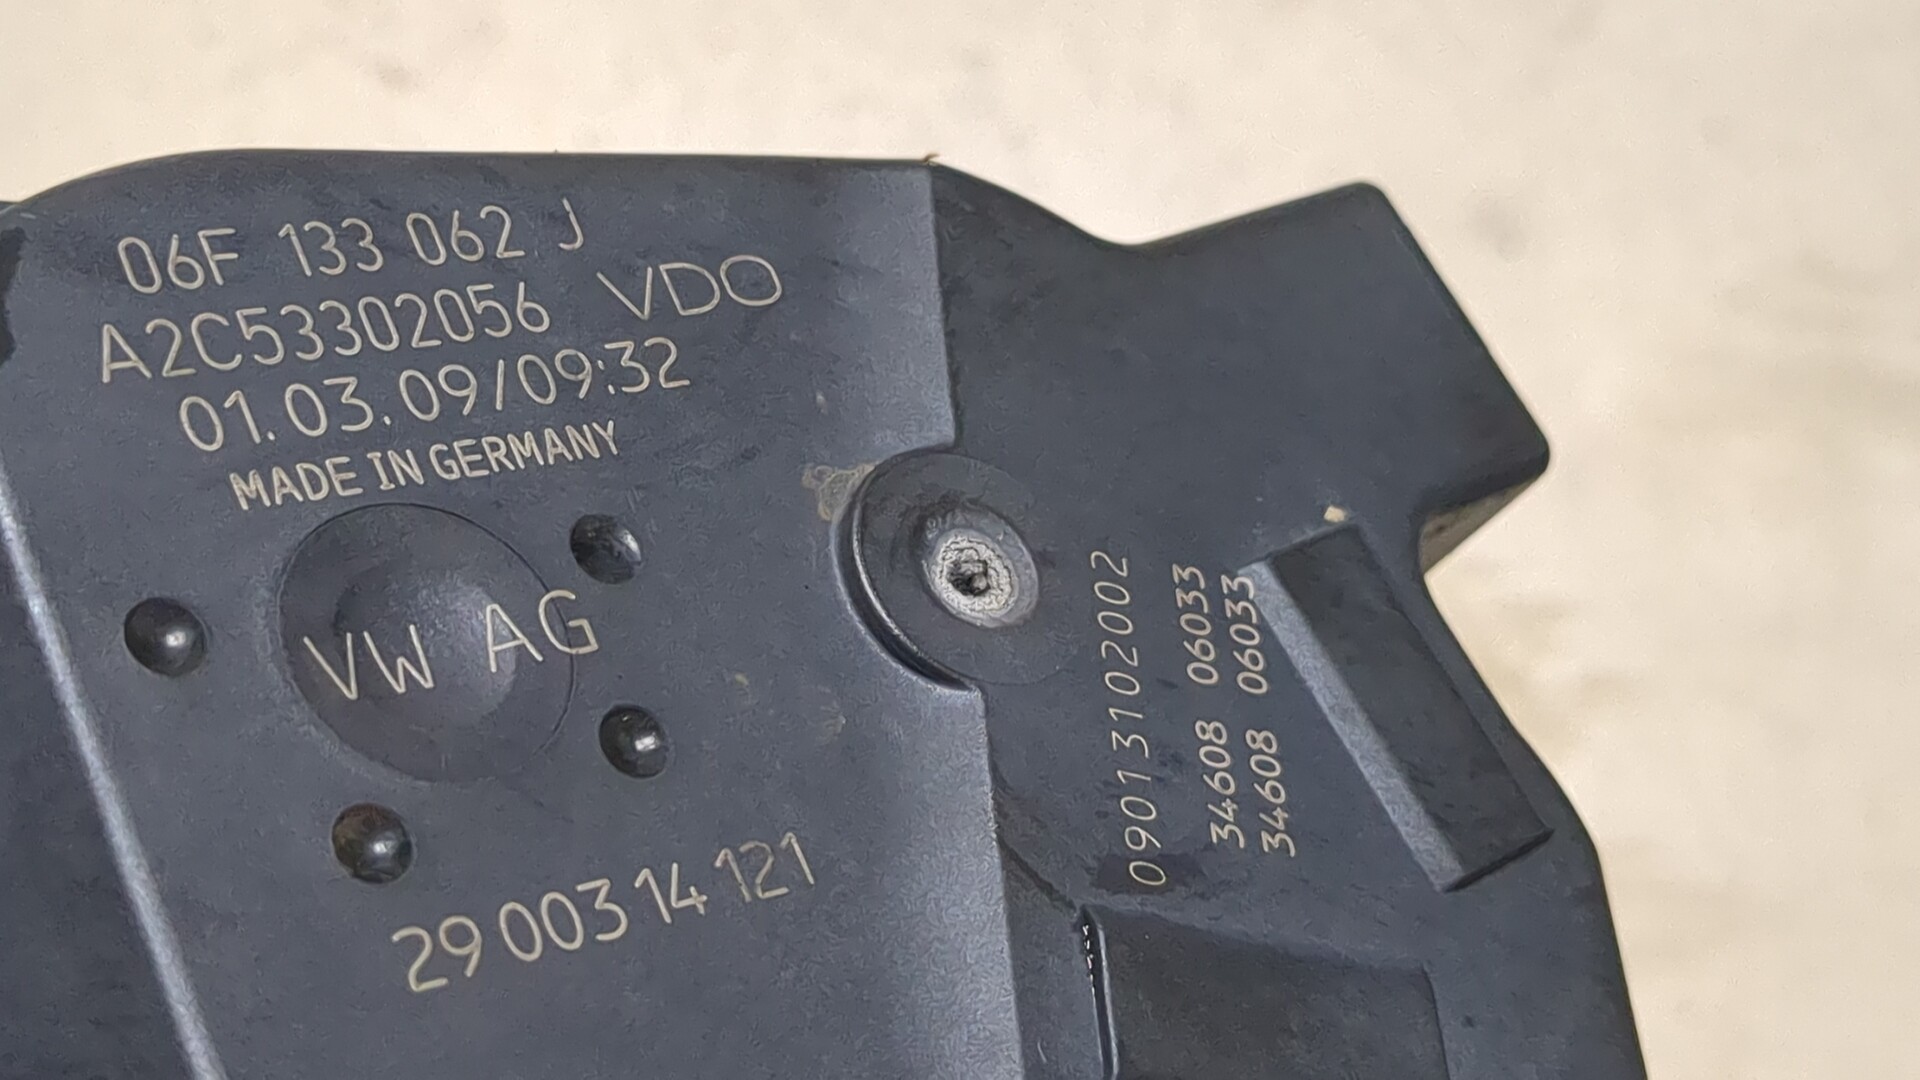 06F 133 062 J
A2C53302056 VDO
01.03.09/09:32
MADE IN GERMANY
VW AG
29 003 14 121
09013102002
34608 06033
34608 06033